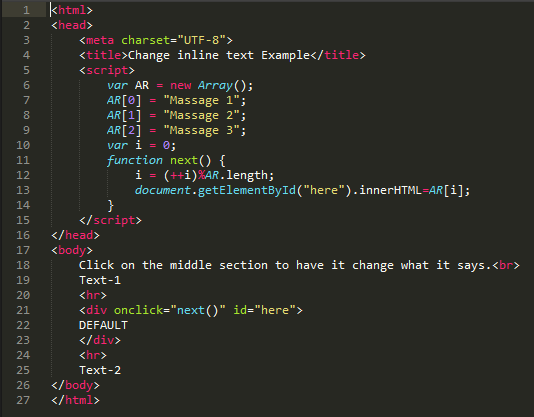 1 <html>
2 <head>
3     <meta charset="UTF-8">
4     <title>Change inline text Example</title>
5     <script>
6         var AR = new Array();
7         AR[0] = "Massage 1";
8         AR[1] = "Massage 2";
9         AR[2] = "Massage 3";
10         var i = 0;
11         function next() {
12             i = (++i)%AR.length;
13             document.getElementById("here").innerHTML=AR[i];
14         }
15     </script>
16 </head>
17 <body>
18     Click on the middle section to have it change what it says.<br>
19     Text-1
20     <hr>
21     <div onclick="next()" id="here">
22     DEFAULT
23     </div>
24     <hr>
25     Text-2
26 </body>
27 </html>